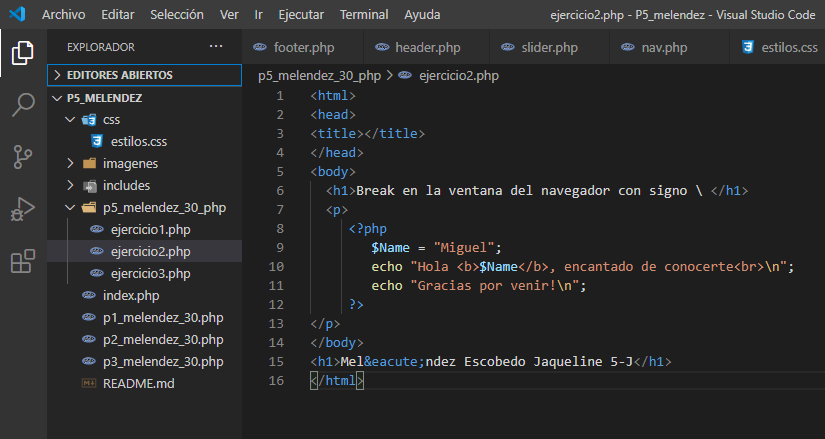 Archivo Editar Selección Ver Ir Ejecutar Terminal Ayuda ejercicio2.php - P5_melendez - Visual Studio Code
EXPLORADOR ···
EDITORES ABIERTOS
P5_MELENDEZ
css
estilos.css
imagenes
includes
p5_melendez_30_php
ejercicio1.php
ejercicio2.php
ejercicio3.php
index.php
p1_melendez_30.php
p2_melendez_30.php
p3_melendez_30.php
README.md
footer.php header.php slider.php nav.php estilos.css
p5_melendez_30_php > ejercicio2.php
1 <html>
2 <head>
3 <title></title>
4 </head>
5 <body>
6 <h1>Break en la ventana del navegador con signo \ </h1>
7 <p>
8 <?php
9 $Name = "Miguel";
10 echo "Hola <b>$Name</b>, encantado de conocerte<br>\n";
11 echo "Gracias por venir!\n";
12 ?>
13 </p>
14 </body>
15 <h1>Mel&eacute;ndez Escobedo Jaqueline 5-J</h1>
16 </html>